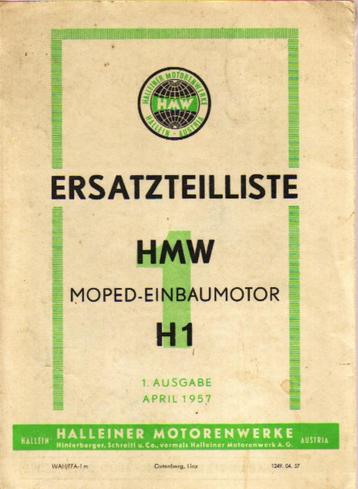 HALLEINER MOTORENWERKE
HMW
HALLEIN - AUSTRIA
ERSATZTEILLISTE
1
HMW
MOPED-EINBAUMOTOR
H1
1. AUSGABE
APRIL 1957
HALLEIN HALLEINER MOTORENWERKE AUSTRIA
Hinterberger, Schreitl u. Co., vormals Halleiner Motorenwerk A.G.
Gutenberg, Linz 1249. 04. 57